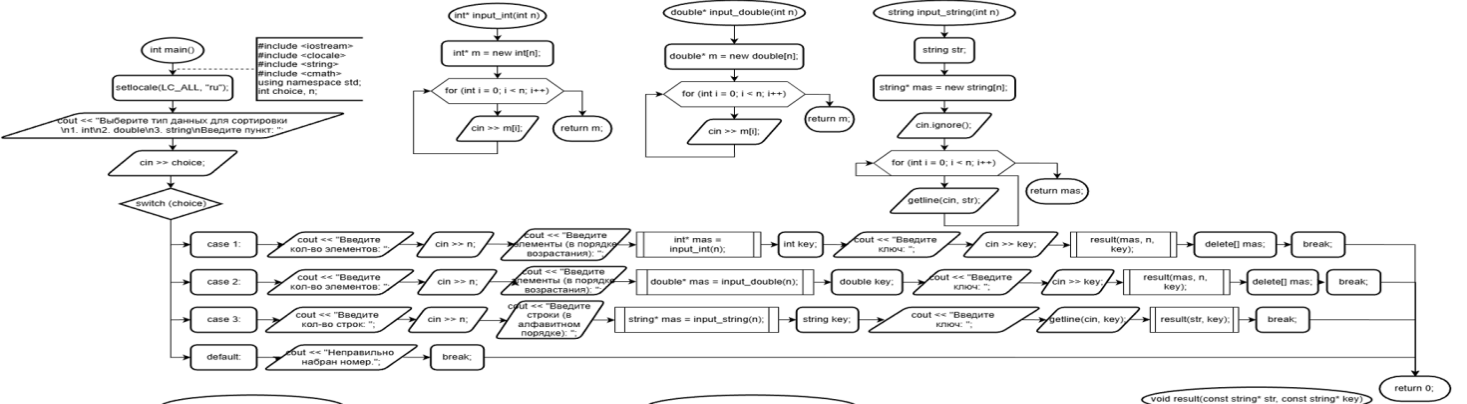 int main()
#include <iostream>
#include <clocale>
#include <string>
#include <cmath>
using namespace std;
int choice, n;
setlocale(LC_ALL, "ru");
cout << "Выберите тип данных для сортировки
\n1. int\n2. double\n3. string\nВведите пункт: ";
cin >> choice;
switch (choice)
int* input_int(int n)
int* m = new int[n];
for (int i = 0; i < n; i++)
cin >> m[i];
return m;
double* input_double(int n)
double* m = new double[n];
for (int i = 0; i < n; i++)
cin >> m[i];
return m;
string input_string(int n)
string str;
string* mas = new string[n];
cin.ignore();
for (int i = 0; i < n; i++)
getline(cin, str);
return mas;
case 1:
cout << "Введите
кол-во элементов: ";
cin >> n;
cout << "Введите
элементы (в порядке
возрастания): ";
int* mas =
input_int(n);
int key;
cout << "Введите
ключ: ";
cin >> key;
result(mas, n,
key);
delete[] mas;
break;
case 2:
cout << "Введите
кол-во элементов: ";
cin >> n;
cout << "Введите
элементы (в порядке
возрастания): ";
double* mas = input_double(n);
double key;
cout << "Введите
ключ: ";
cin >> key;
result(mas, n,
key);
delete[] mas;
break;
case 3:
cout << "Введите
кол-во строк: ";
cin >> n;
cout << "Введите
строки (в
алфавитном
порядке): ";
string* mas = input_string(n);
string key;
cout << "Введите
ключ: ";
getline(cin, key);
result(str, key);
break;
default:
cout << "Неправильно
набран номер.";
break;
return 0;
void result(const string* str, const string* key)